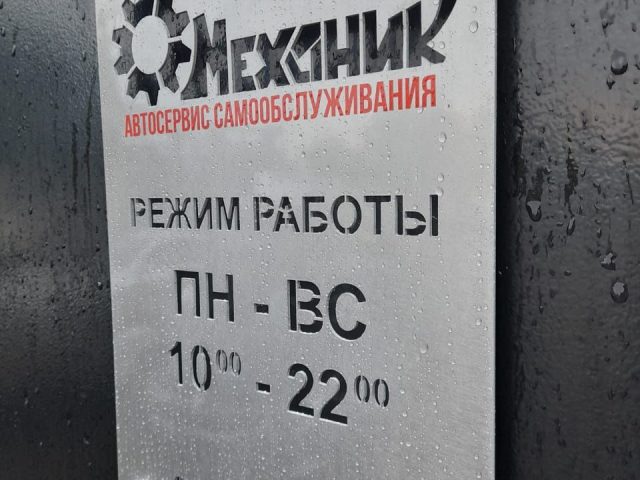 Механик
АВТОСЕРВИС САМООБСЛУЖИВАНИЯ
РЕЖИМ РАБОТЫ
ПН - ВС
10⁰⁰ - 22⁰⁰